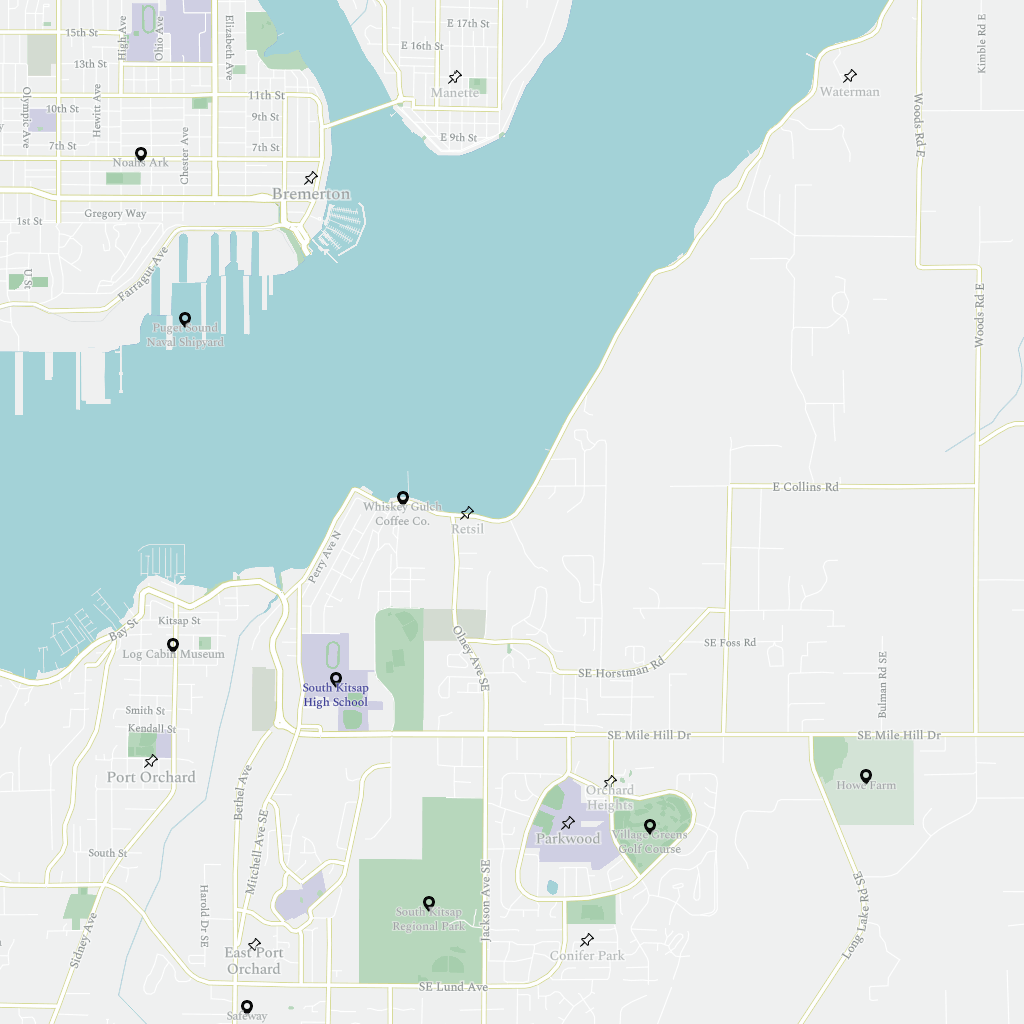 E 17th St
High Ave
Ohio Ave
Elizabeth Ave
Kimble Rd E
15th St
E 16th St
13th St
Manette
Waterman
Olympic Ave
Hewitt Ave
11th St
10th St
9th St
Woods Rd E
Chester Ave
E 9th St
7th St
7th St
Noah's Ark
Bremerton
Gregory Way
1st St
Farragut Ave
U St
Woods Rd E
Puget Sound
Naval Shipyard
E Collins Rd
Whiskey Gulch
Coffee Co.
Retsil
Perry Ave N
Kitsap St
Bay St
Log Cabin Museum
Olney Ave SE
SE Foss Rd
SE Horstman Rd
Bulman Rd SE
South Kitsap
High School
Smith St
Kendall St
SE Mile Hill Dr
SE Mile Hill Dr
Port Orchard
Bethel Ave
Orchard
Heights
Howe Farm
Mitchell Ave SE
Parkwood
Village Greens
Golf Course
South St
Jackson Ave SE
Harold Dr SE
South Kitsap
Regional Park
Long Lake Rd SE
Sidney Ave
East Port
Orchard
Conifer Park
SE Lund Ave
Safeway